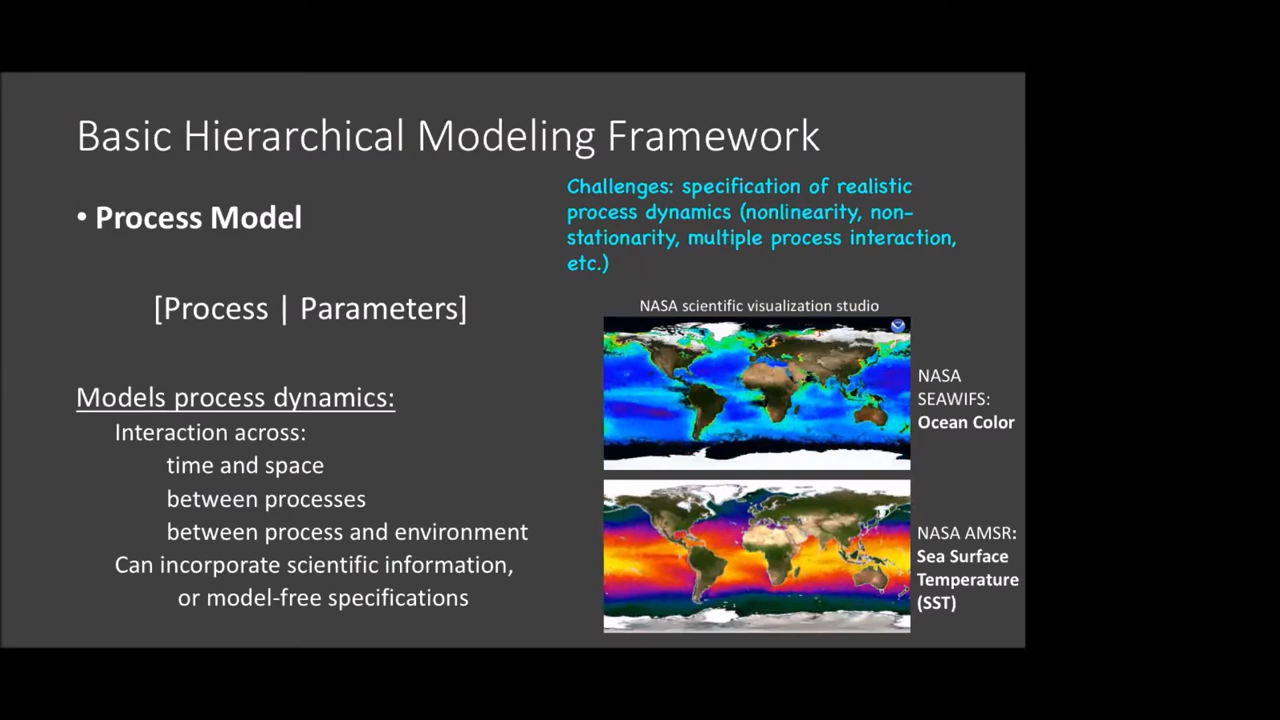 Basic Hierarchical Modeling Framework
• Process Model
[Process | Parameters]
Models process dynamics:
Interaction across:
time and space
between processes
between process and environment
Can incorporate scientific information,
or model-free specifications
Challenges: specification of realistic
process dynamics (nonlinearity, non-
stationarity, multiple process interaction,
etc.)
NASA scientific visualization studio
NASA
SEAWIFS:
Ocean Color
NASA AMSR:
Sea Surface
Temperature
(SST)